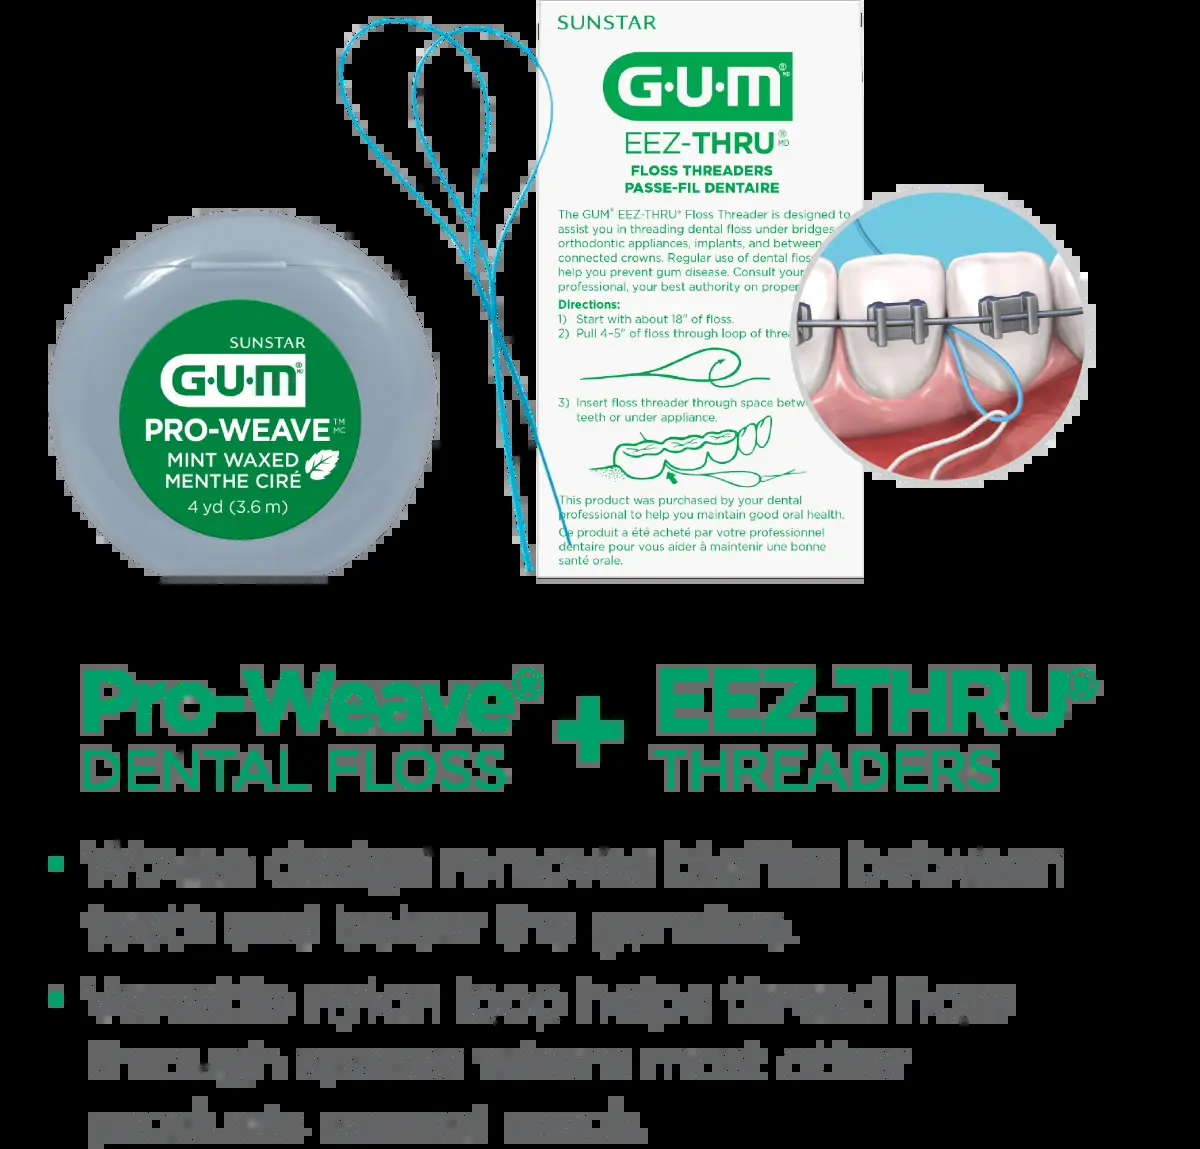 SUNSTAR
G·U·M® MD
EEZ-THRU® MD
FLOSS THREADERS
PASSE-FIL DENTAIRE
The GUM® EEZ-THRU® Floss Threader is designed to
assist you in threading dental floss under bridges
orthodontic appliances, implants, and between
connected crowns. Regular use of dental
help you prevent gum disease. Consult your
professional, your best authority on proper
Directions:
1) Start with about 18" of floss.
2) Pull 4–5" of floss through loop of
3) Insert floss threader through space
teeth or under appliance.
This product was purchased by your dental
professional to help you maintain good oral health.
Ce produit a été acheté par votre professionnel
dentaire pour vous aider à maintenir une bonne
santé orale.
SUNSTAR
G·U·M® MD
PRO-WEAVE™ MC
MINT WAXED
MENTHE CIRÉ
4 yd (3.6 m)
Pro-Weave®
DENTAL FLOSS
+
EEZ-THRU®
THREADERS
design removes biofilm between
teeth and below the gumline.
Versatile nylon loop helps thread floss
through spaces where most other
products cannot reach.